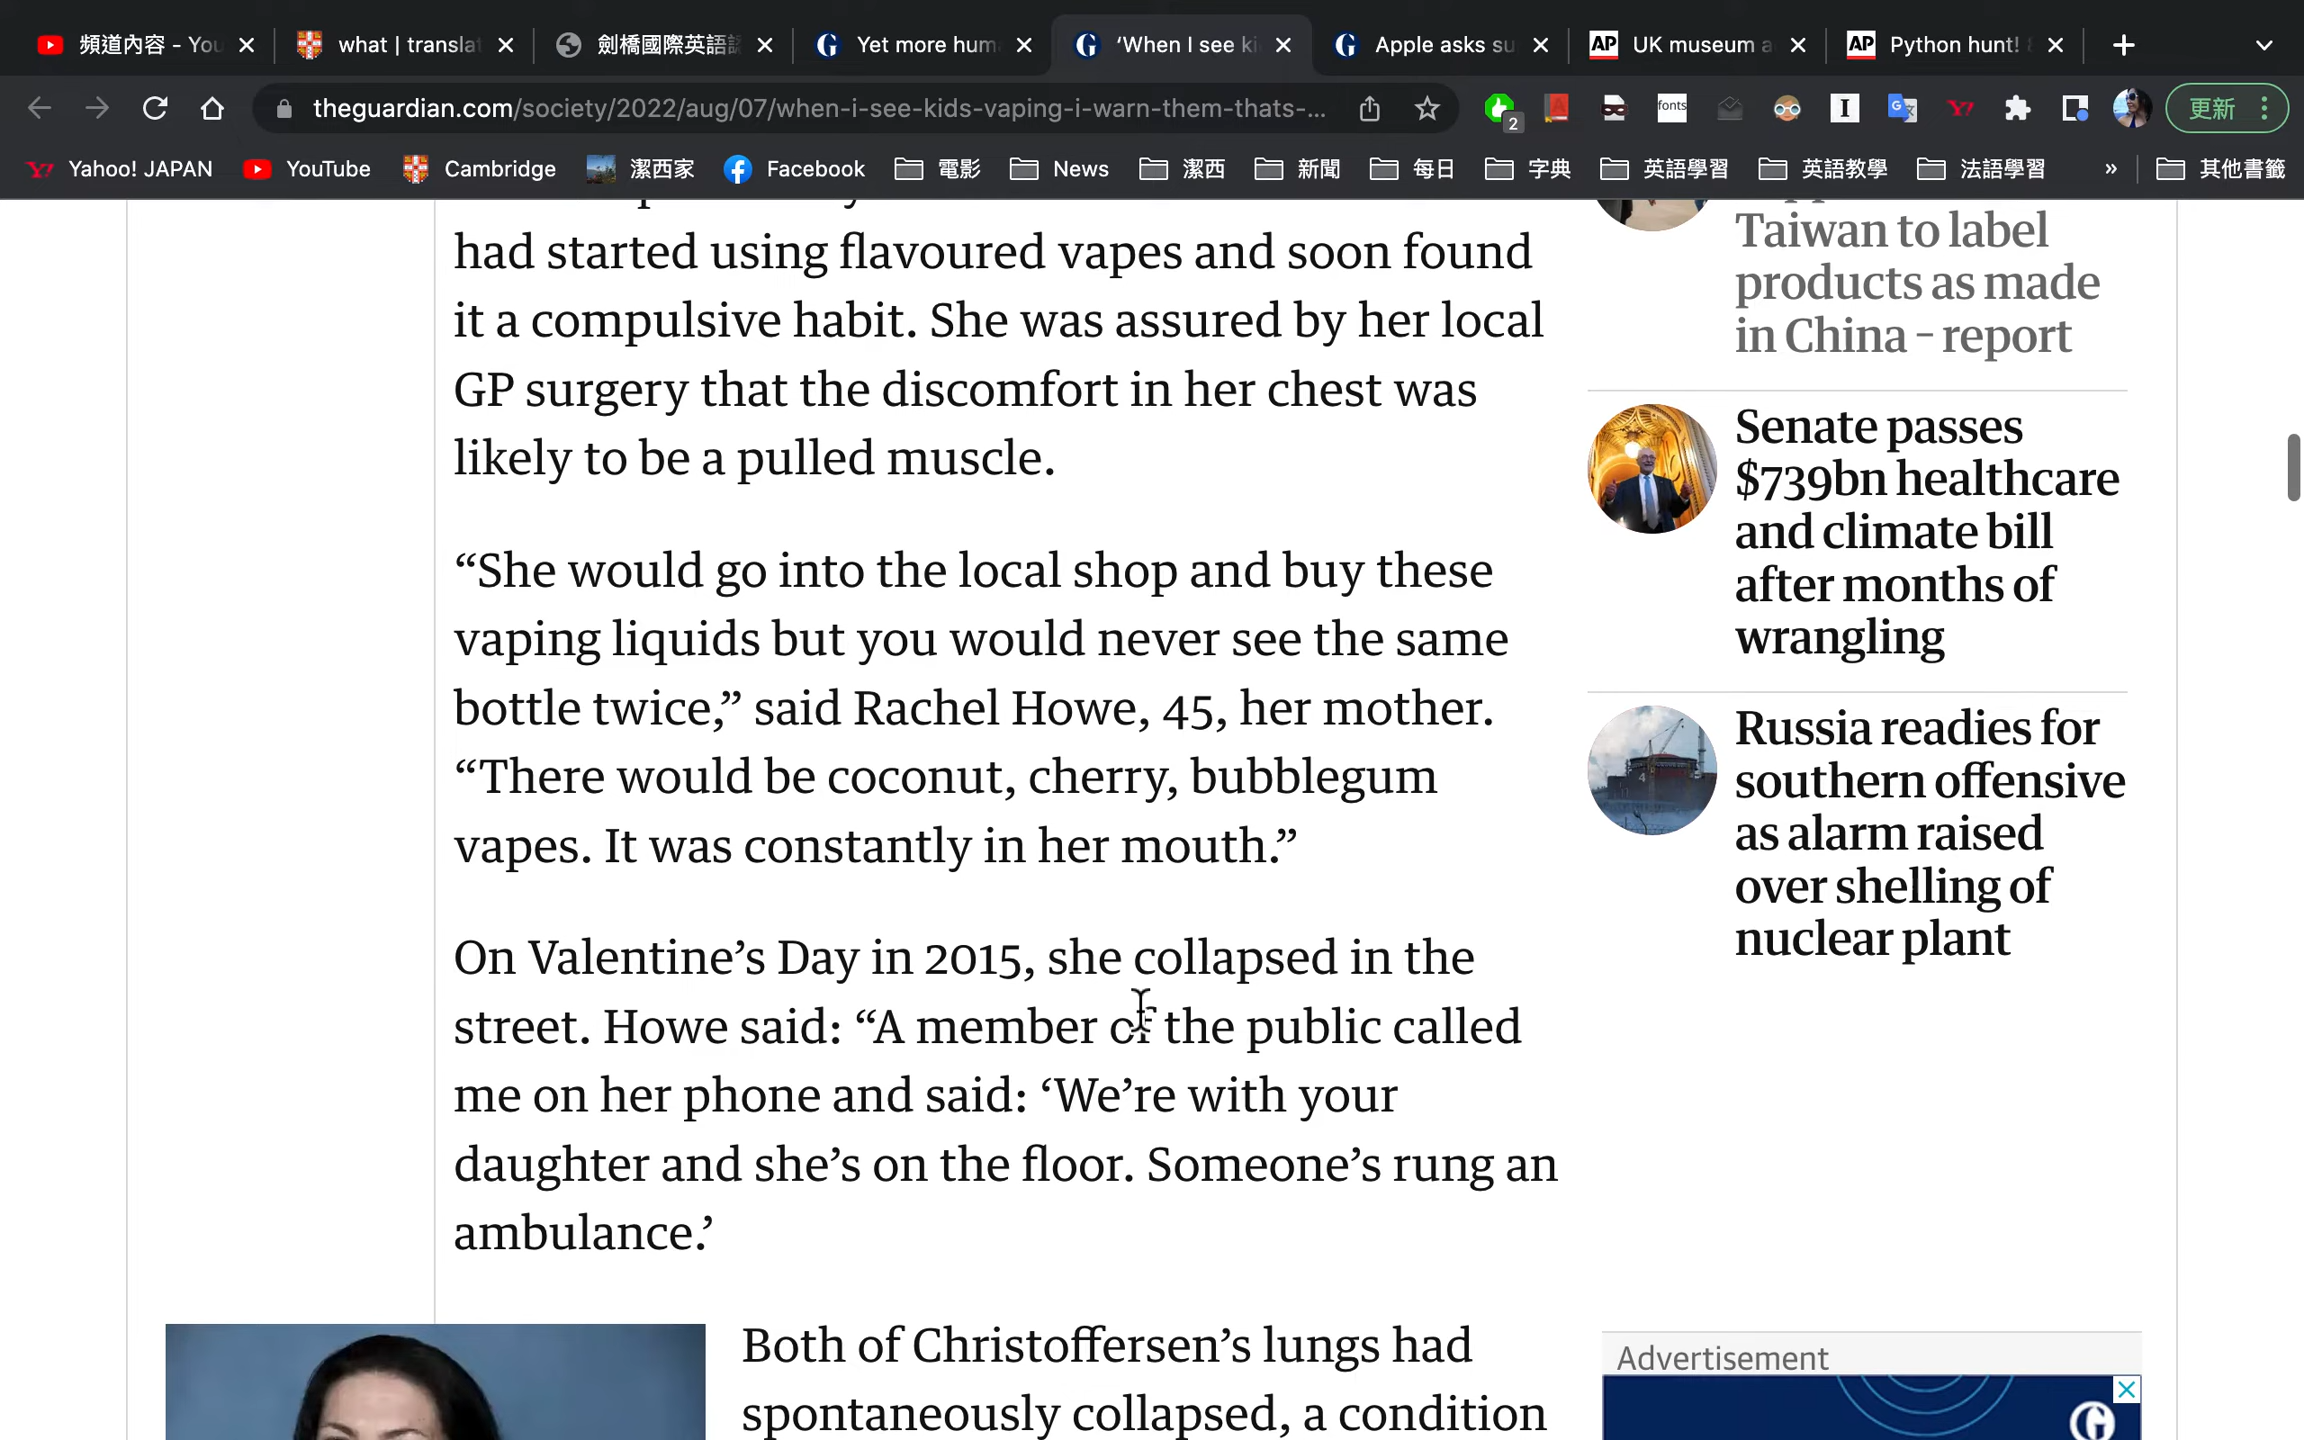 頻道內容 - You
what | translat
劍橋國際英語
Yet more hum
‘When I see ki
Apple asks su
UK museum a
Python hunt!
theguardian.com/society/2022/aug/07/when-i-see-kids-vaping-i-warn-them-thats-...
2
fonts
更新
Yahoo! JAPAN
YouTube
Cambridge
潔西家
Facebook
電影
News
潔西
新聞
每日
字典
英語學習
英語教學
法語學習
»
其他書籤
had started using flavoured vapes and soon found
it a compulsive habit. She was assured by her local
GP surgery that the discomfort in her chest was
likely to be a pulled muscle.
“She would go into the local shop and buy these
vaping liquids but you would never see the same
bottle twice,” said Rachel Howe, 45, her mother.
“There would be coconut, cherry, bubblegum
vapes. It was constantly in her mouth.”
On Valentine’s Day in 2015, she collapsed in the
street. Howe said: “A member of the public called
me on her phone and said: ‘We’re with your
daughter and she’s on the floor. Someone’s rung an
ambulance.’
Both of Christoffersen’s lungs had
spontaneously collapsed, a condition
Taiwan to label
products as made
in China – report
Senate passes
$739bn healthcare
and climate bill
after months of
wrangling
Russia readies for
southern offensive
as alarm raised
over shelling of
nuclear plant
Advertisement